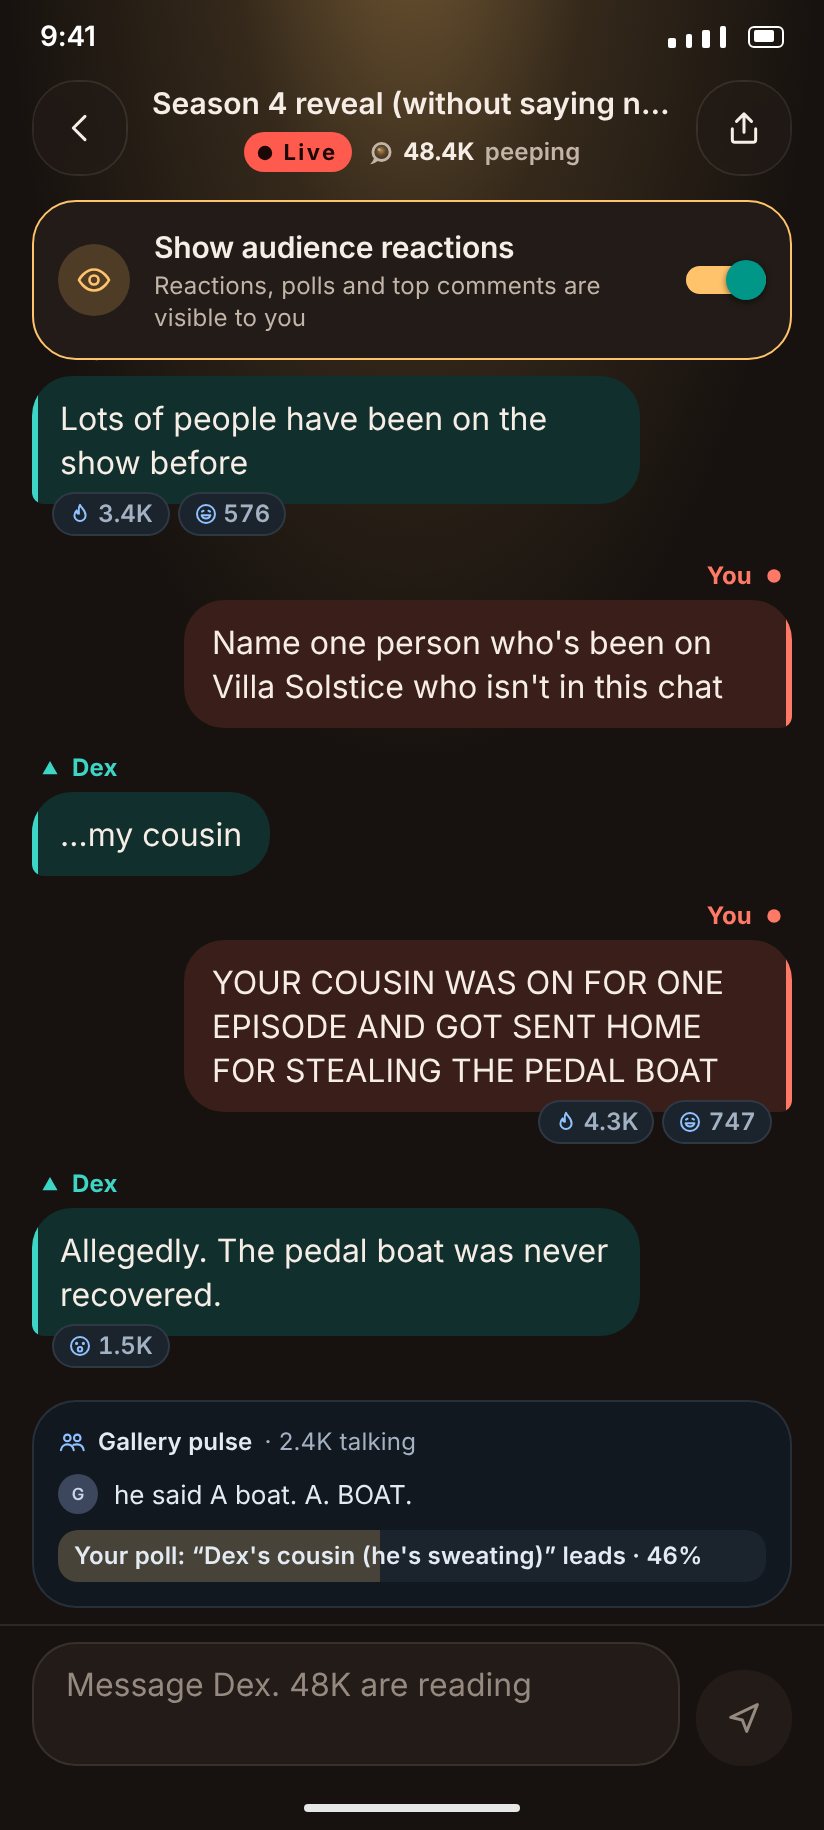 9:41
Season 4 reveal (without saying n...
Live
48.4K peeping
Show audience reactions
Reactions, polls and top comments are
visible to you
Lots of people have been on the
show before
3.4K 576
You
Name one person who's been on
Villa Solstice who isn't in this chat
Dex
...my cousin
You
YOUR COUSIN WAS ON FOR ONE
EPISODE AND GOT SENT HOME
FOR STEALING THE PEDAL BOAT
4.3K 747
Dex
Allegedly. The pedal boat was never
recovered.
1.5K
Gallery pulse · 2.4K talking
G he said A boat. A. BOAT.
Your poll: “Dex's cousin (he's sweating)” leads · 46%
Message Dex. 48K are reading